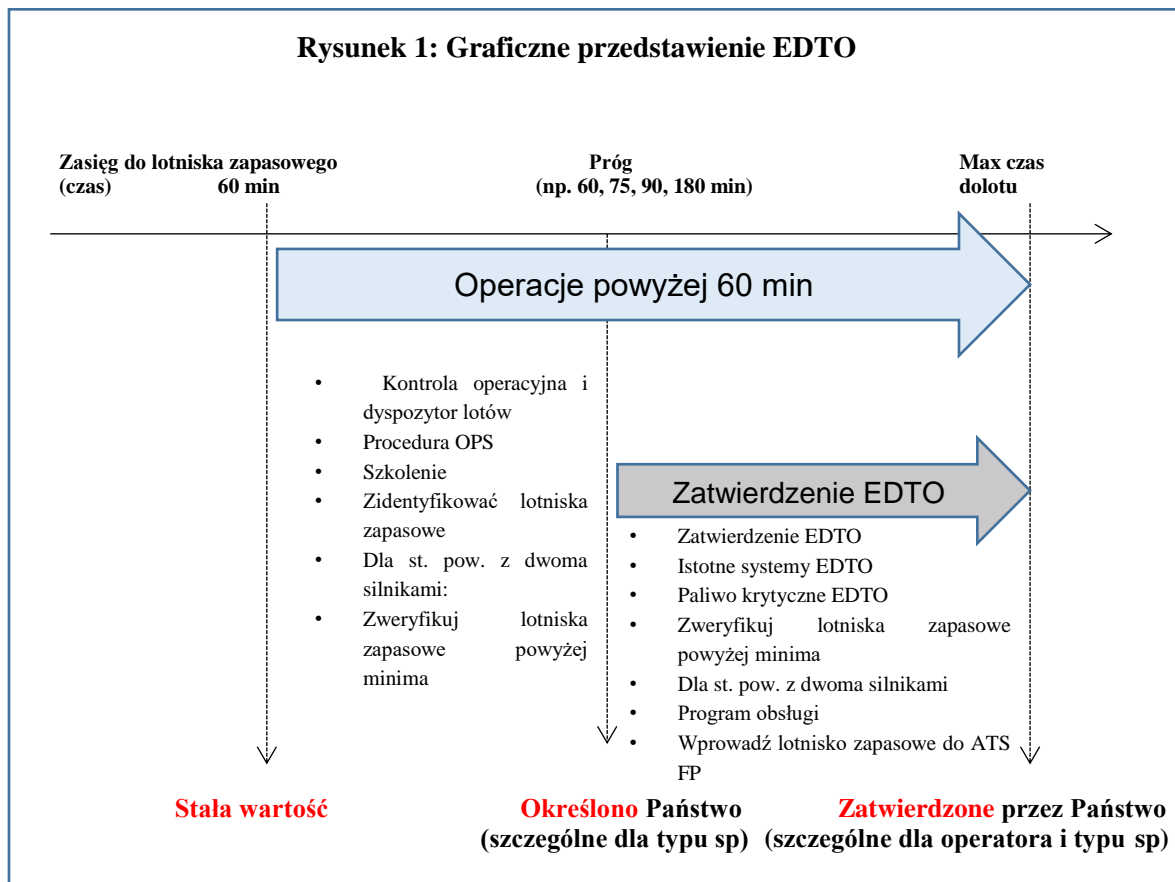 Rysunek 1: Graficzne przedstawienie EDTO
Zasięg do lotniska zapasowego
(czas) 60 min
Próg
(np. 60, 75, 90, 180 min)
Max czas
dolotu
Operacje powyżej 60 min
• Kontrola operacyjna i
dyspozytor lotów
• Procedura OPS
• Szkolenie
• Zidentyfikować lotniska
zapasowe
• Dla st. pow. z dwoma
silnikami:
• Zweryfikuj lotniska
zapasowe powyżej
minima
Zatwierdzenie EDTO
• Zatwierdzenie EDTO
• Istotne systemy EDTO
• Paliwo krytyczne EDTO
• Zweryfikuj lotniska zapasowe
powyżej minima
• Dla st. pow. z dwoma silnikami
• Program obsługi
• Wprowadź lotnisko zapasowe do ATS
FP
Stała wartość
Określono Państwo
(szczególne dla typu sp)
Zatwierdzone przez Państwo
(szczególne dla operatora i typu sp)